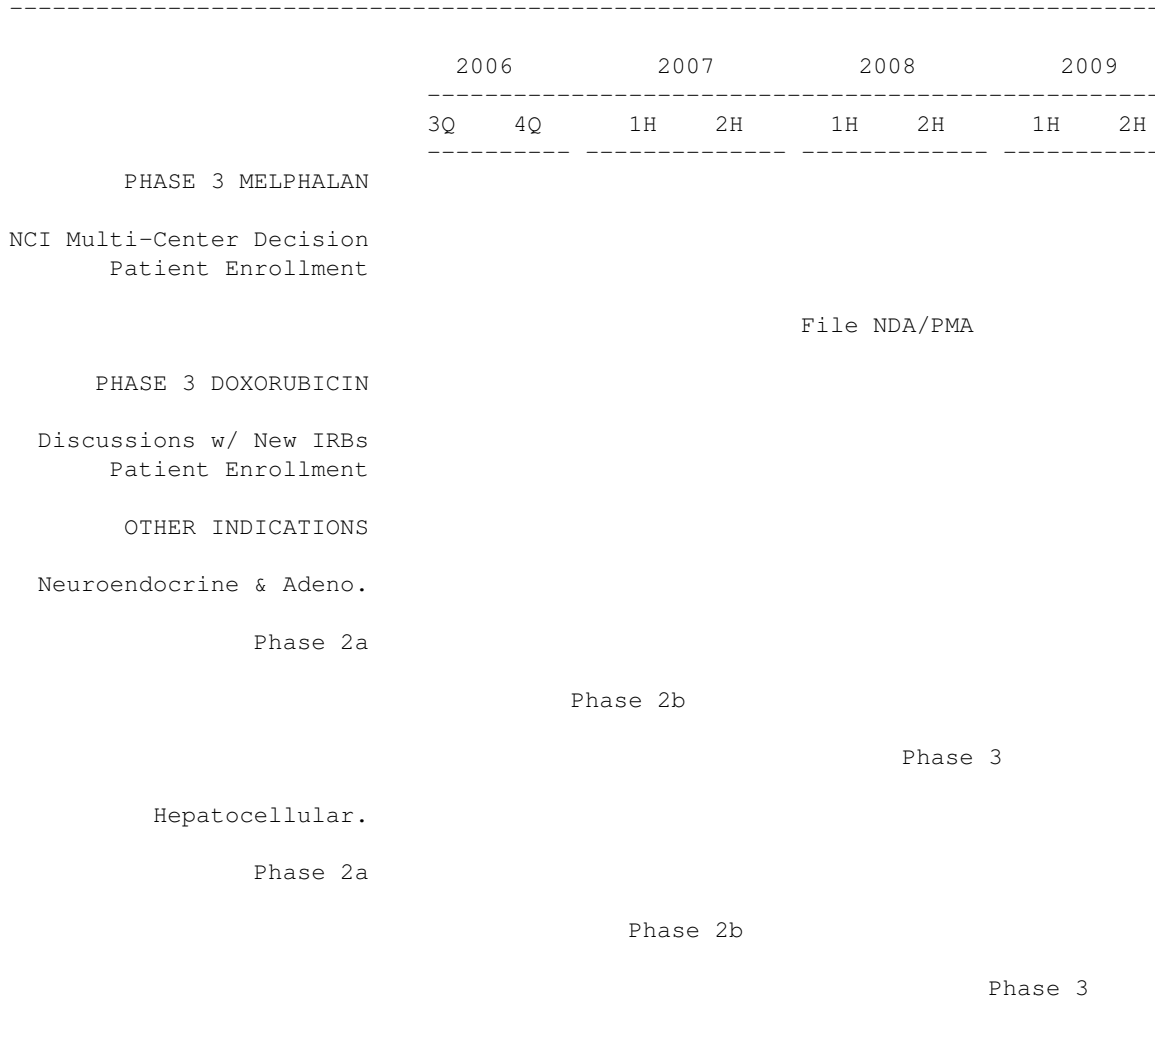 --------------------------------------------------------------------------------
2006 2007 2008 2009
---------------------------------------------------
3Q 4Q 1H 2H 1H 2H 1H 2H
---------- -------------- ------------- -----------
PHASE 3 MELPHALAN
NCI Multi-Center Decision
Patient Enrollment
File NDA/PMA
PHASE 3 DOXORUBICIN
Discussions w/ New IRBs
Patient Enrollment
OTHER INDICATIONS
Neuroendocrine & Adeno.
Phase 2a
Phase 2b
Phase 3
Hepatocellular.
Phase 2a
Phase 2b
Phase 3